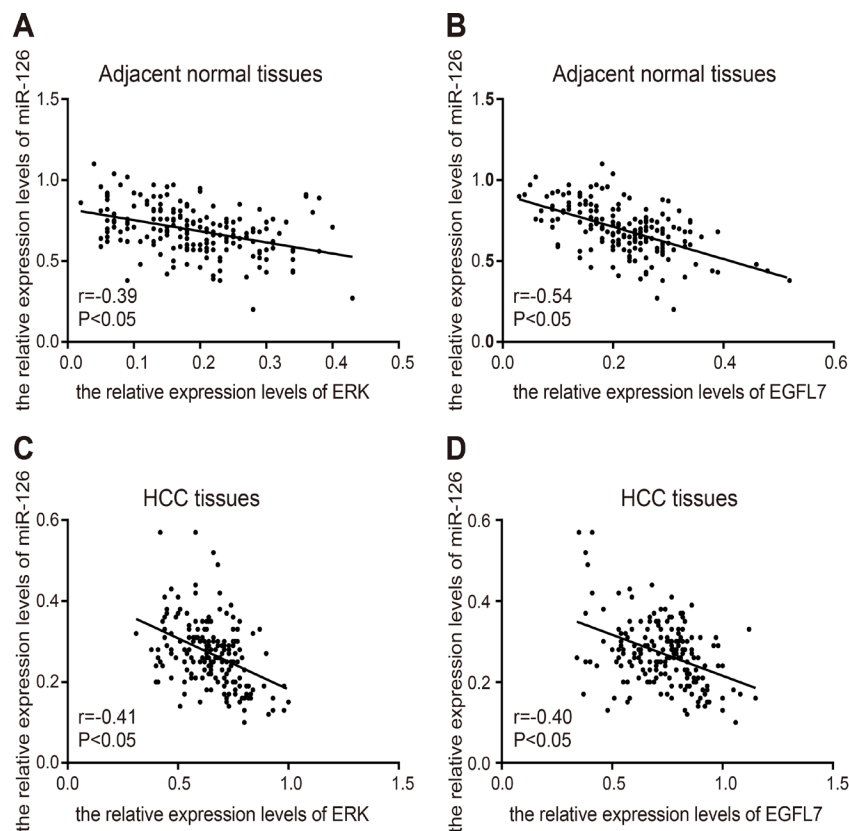 A
Adjacent normal tissues
the relative expression levels of miR-126
1.5
1.0
0.5
0.0
r=-0.39
P<0.05
0.0 0.1 0.2 0.3 0.4 0.5
the relative expression levels of ERK
B
Adjacent normal tissues
the relative expression levels of miR-126
1.5
1.0
0.5
0.0
r=-0.54
P<0.05
0.0 0.2 0.4 0.6
the relative expression levels of EGFL7
C
HCC tissues
the relative expression levels of miR-126
0.6
0.4
0.2
0.0
r=-0.41
P<0.05
0.0 0.5 1.0 1.5
the relative expression levels of ERK
D
HCC tissues
the relative expression levels of miR-126
0.6
0.4
0.2
0.0
r=-0.40
P<0.05
0.0 0.5 1.0 1.5
the relative expression levels of EGFL7